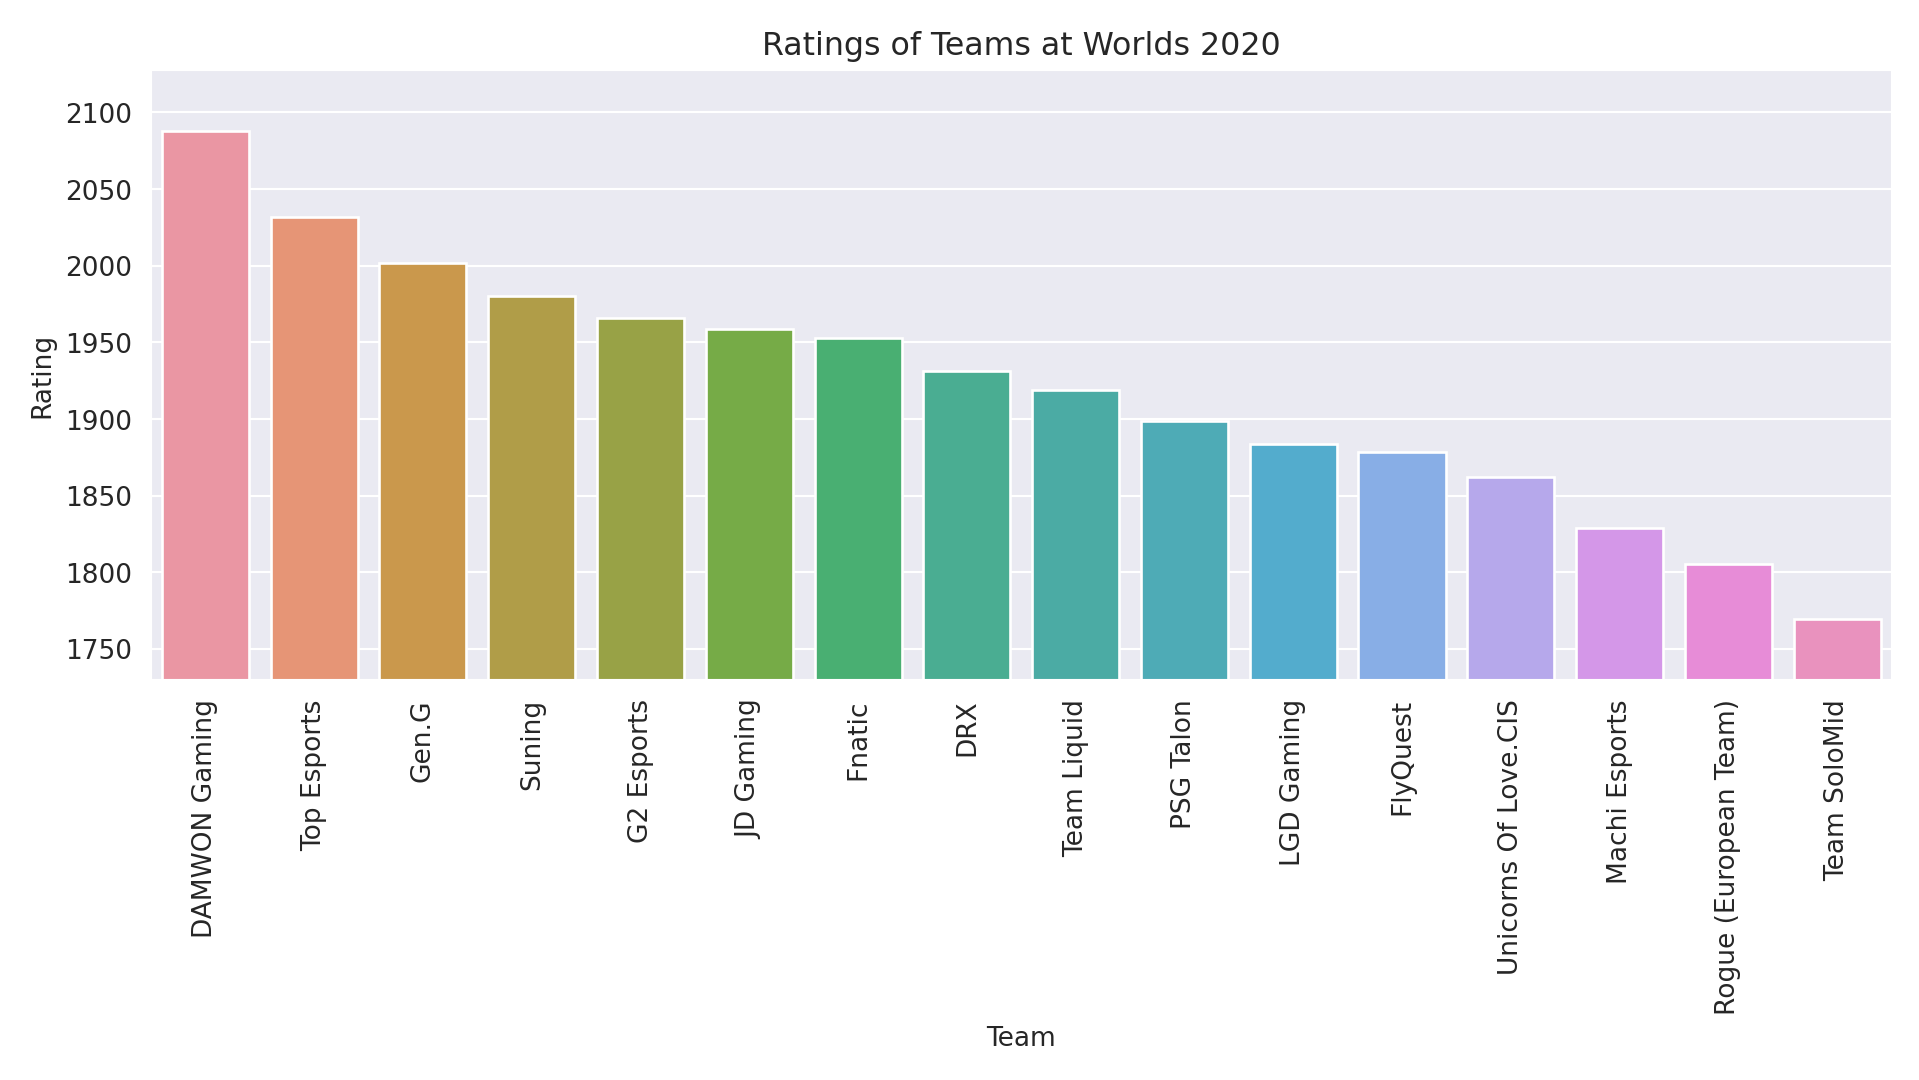 Ratings of Teams at Worlds 2020
Rating
2100
2050
2000
1950
1900
1850
1800
1750
DAMWON Gaming
Top Esports
Gen.G
Suning
G2 Esports
JD Gaming
Fnatic
DRX
Team Liquid
PSG Talon
LGD Gaming
FlyQuest
Unicorns Of Love.CIS
Machi Esports
Rogue (European Team)
Team SoloMid
Team